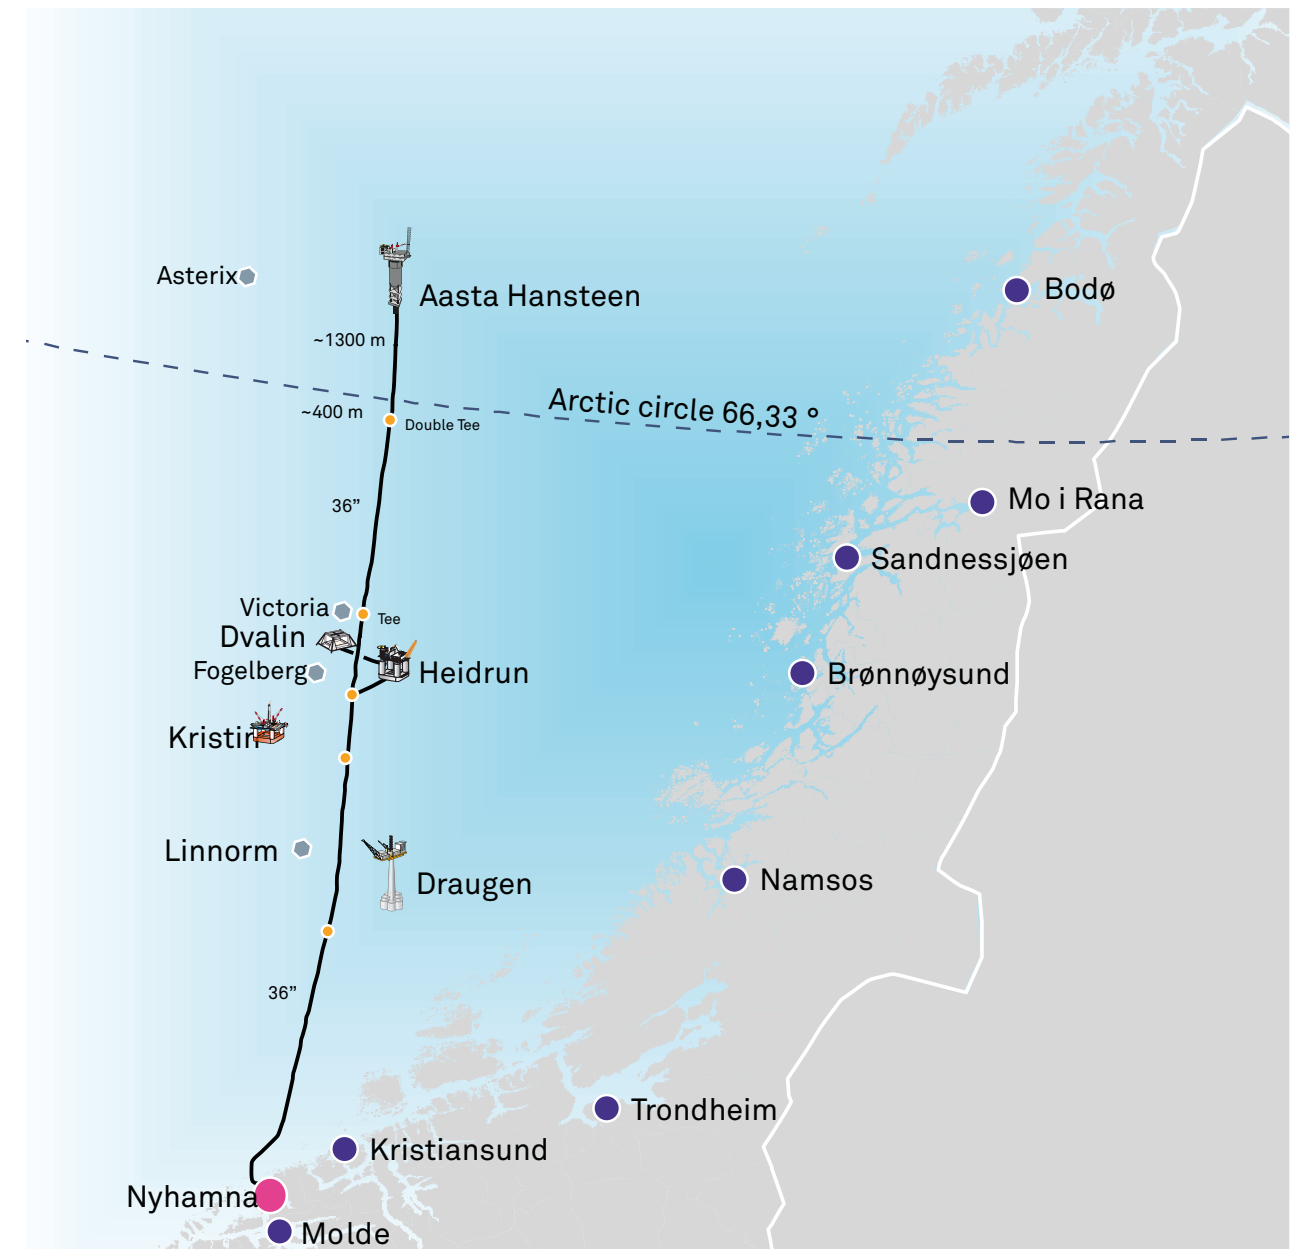 Asterix
Aasta Hansteen
Bodø
~1300 m
Arctic circle 66,33 °
~400 m
Double Tee
36”
Mo i Rana
Sandnessjøen
Victoria
Tee
Dvalin
Fogelberg
Heidrun
Brønnøysund
Kristin
Linnorm
Draugen
Namsos
36”
Trondheim
Kristiansund
Nyhamna
Molde